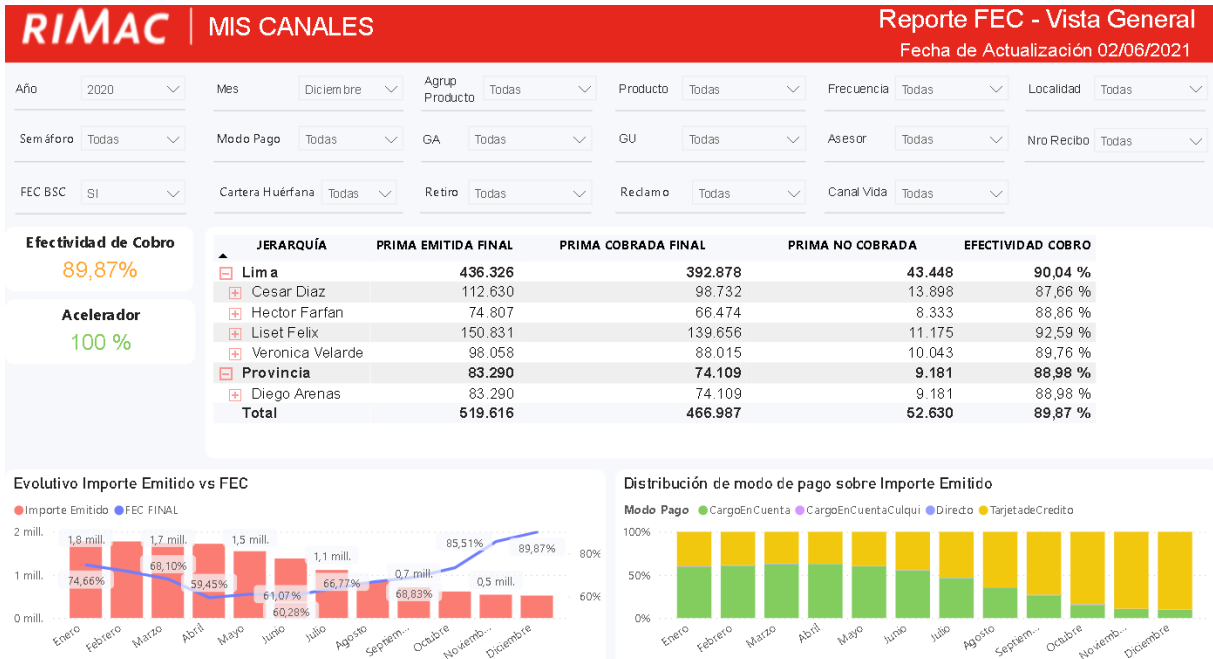 RIMAC MIS CANALES
Reporte FEC - Vista General
Fecha de Actualización 02/06/2021
Año 2020 Mes Diciembre Agrup Producto Todas Producto Todas Frecuencia Todas Localidad Todas
Semáforo Todas Modo Pago Todas GA Todas GU Todas Asesor Todas Nro Recibo Todas
FEC BSC SI Cartera Huérfana Todas Retiro Todas Reclamo Todas Canal Vida Todas
Efectividad de Cobro
89,87%
Acelerador
100 %
JERARQUÍA PRIMA EMITIDA FINAL PRIMA COBRADA FINAL PRIMA NO COBRADA EFECTIVIDAD COBRO
Lima 436.326 392.878 43.448 90,04 %
Cesar Diaz 112.630 98.732 13.898 87,66 %
Hector Farfan 74.807 66.474 8.333 88,86 %
Liset Felix 150.831 139.656 11.175 92,59 %
Veronica Velarde 98.058 88.015 10.043 89,76 %
Provincia 83.290 74.109 9.181 88,98 %
Diego Arenas 83.290 74.109 9.181 88,98 %
Total 519.616 466.987 52.630 89,87 %
Evolutivo Importe Emitido vs FEC
Importe Emitido FEC FINAL
2 mill.
1 mill.
0 mill.
1,8 mill. 1,7 mill. 1,5 mill. 1,1 mill. 0,7 mill. 0,5 mill.
74,66% 68,10% 59,45% 61,07% 60,28% 66,77% 68,83% 85,51% 89,87%
80%
60%
Enero Febrero Marzo Abril Mayo Junio Julio Agosto Septiem... Octubre Noviemb... Diciembre
Distribución de modo de pago sobre Importe Emitido
Modo Pago CargoEnCuenta CargoEnCuentaCulqui Directo TarjetadeCredito
100%
50%
0%
Enero Febrero Marzo Abril Mayo Junio Julio Agosto Septiem... Octubre Noviemb... Diciembre